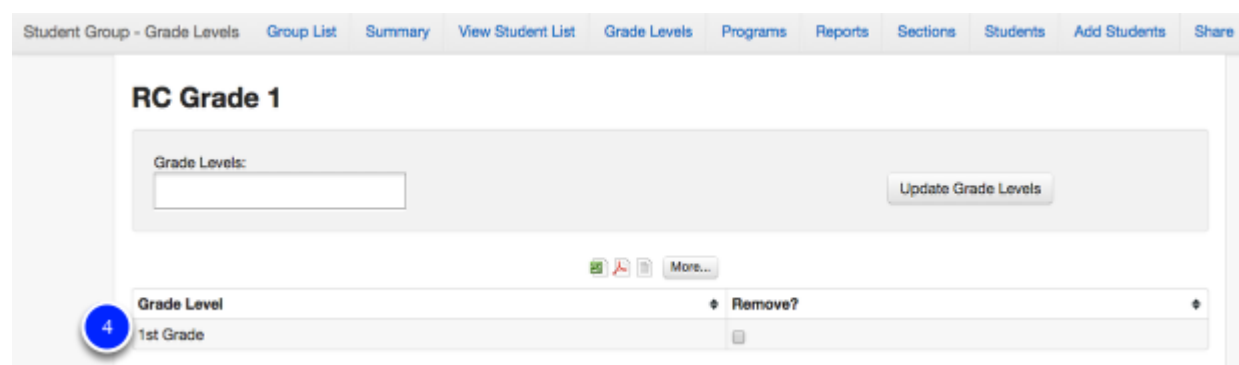 Student Group - Grade Levels Group List Summary View Student List Grade Levels Programs Reports Sections Students Add Students Share
RC Grade 1
Grade Levels:
Update Grade Levels
More...
Grade Level Remove?
4 1st Grade